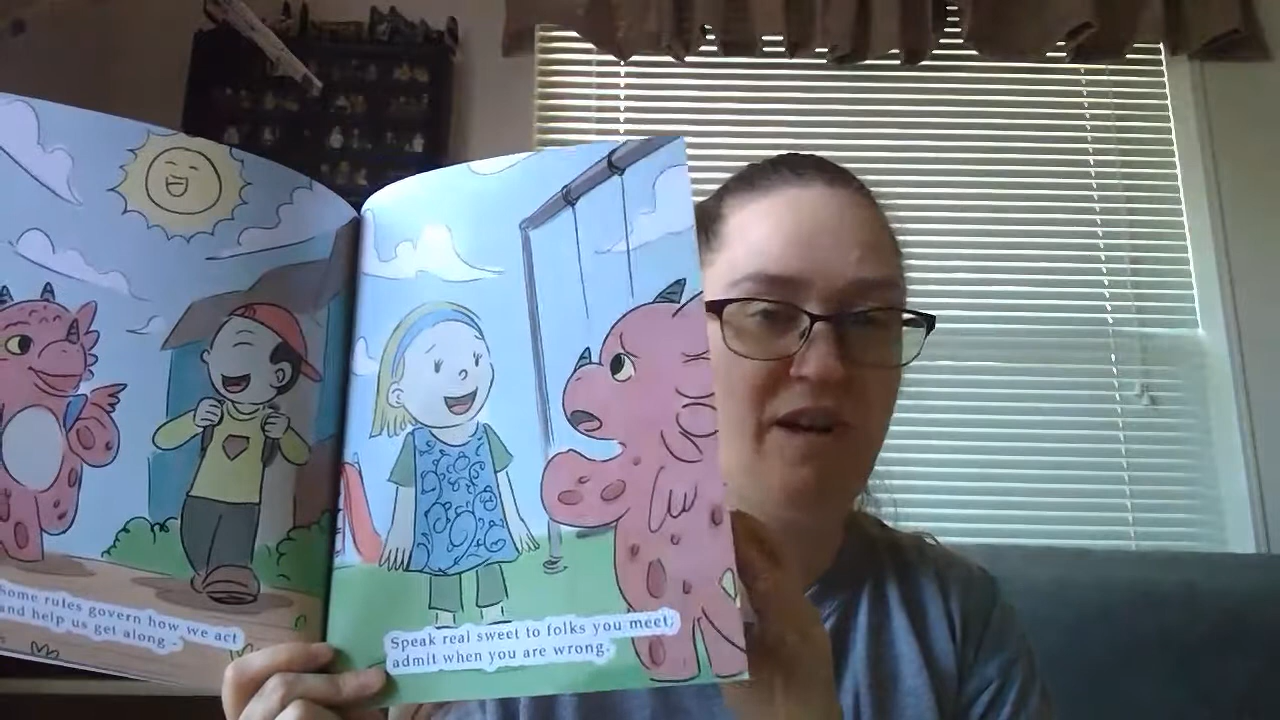 Some rules govern how we act
and help us get along -
Speak real sweet to folks you meet,
admit when you are wrong.